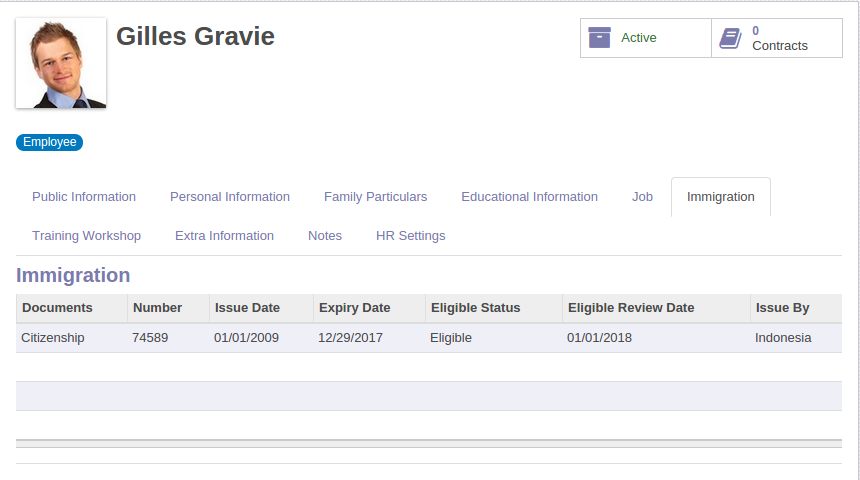 Gilles Gravie
Active
0
Contracts
Employee
Public Information Personal Information Family Particulars Educational Information Job Immigration
Training Workshop Extra Information Notes HR Settings
Immigration
Documents Number Issue Date Expiry Date Eligible Status Eligible Review Date Issue By
Citizenship 74589 01/01/2009 12/29/2017 Eligible 01/01/2018 Indonesia